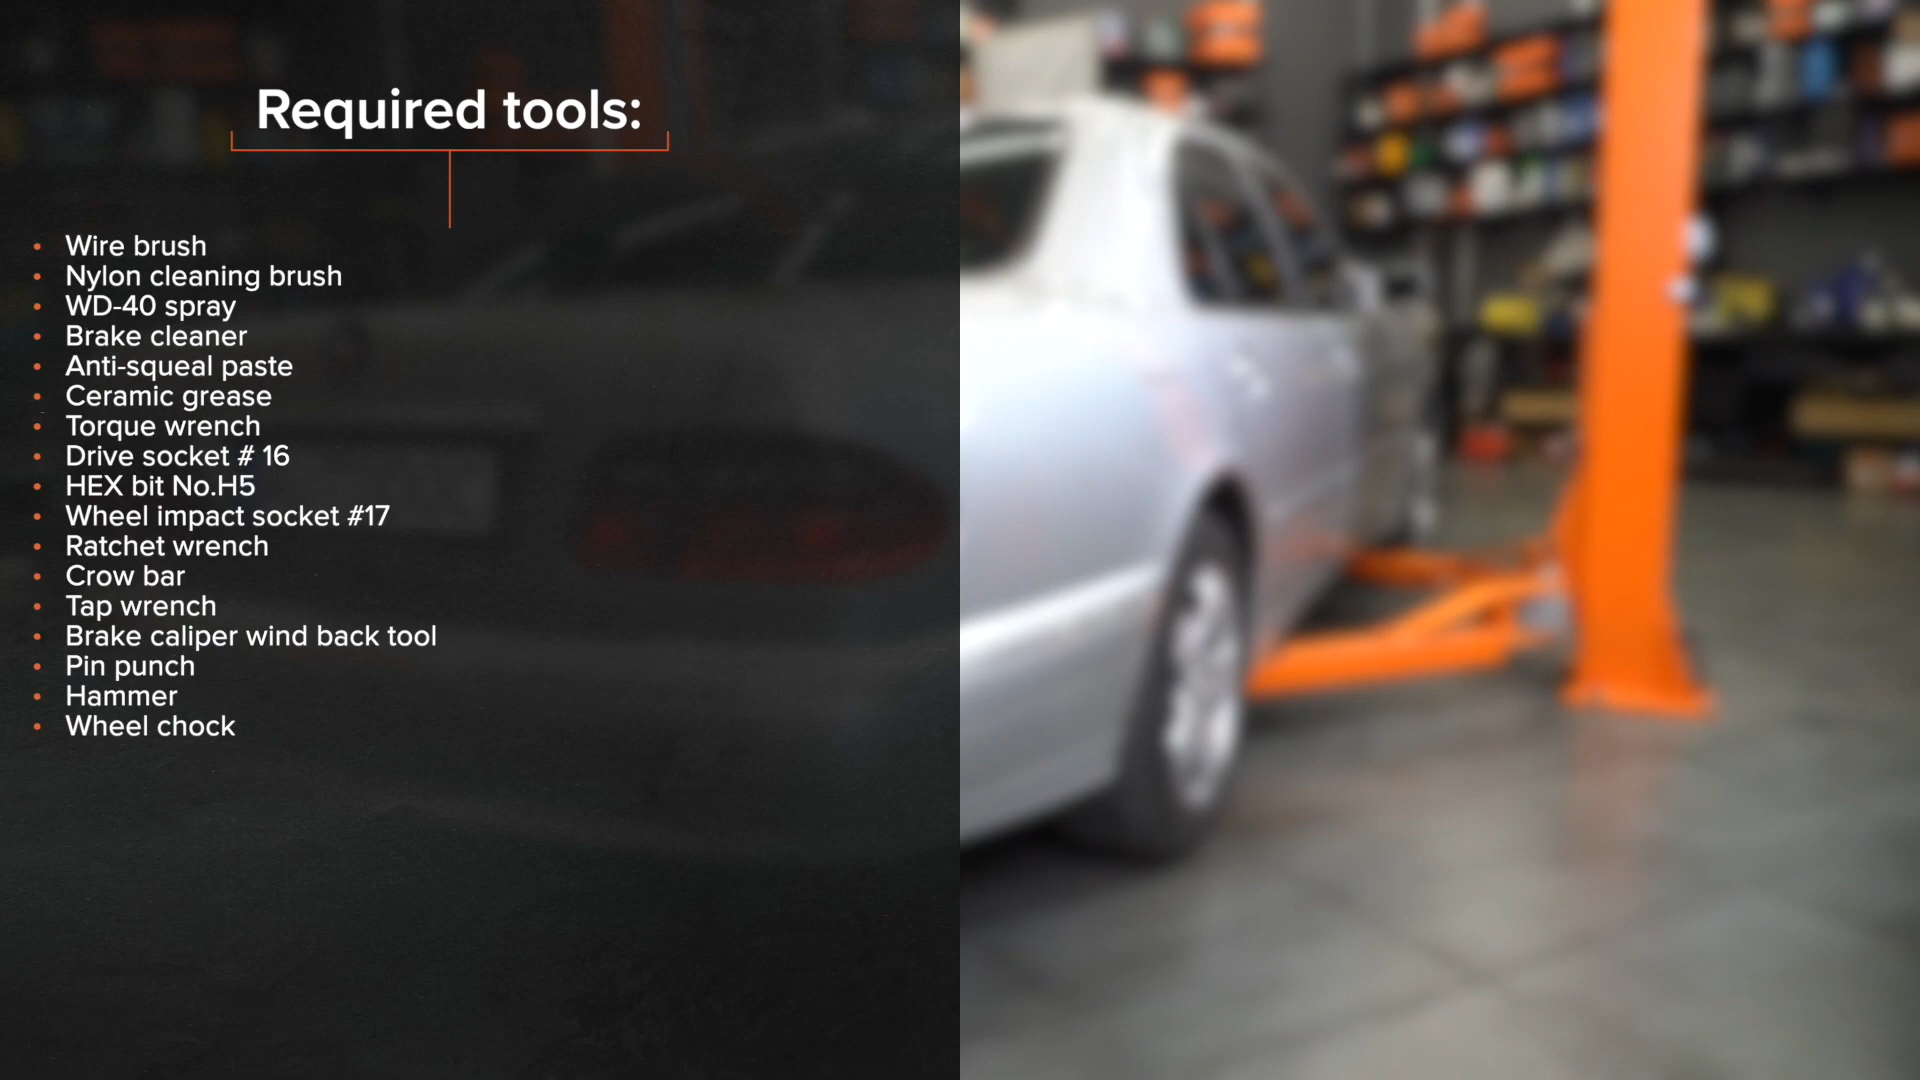 Required tools:
• Wire brush
• Nylon cleaning brush
• WD-40 spray
• Brake cleaner
• Anti-squeal paste
• Ceramic grease
• Torque wrench
• Drive socket # 16
• HEX bit No.H5
• Wheel impact socket #17
• Ratchet wrench
• Crow bar
• Tap wrench
• Brake caliper wind back tool
• Pin punch
• Hammer
• Wheel chock